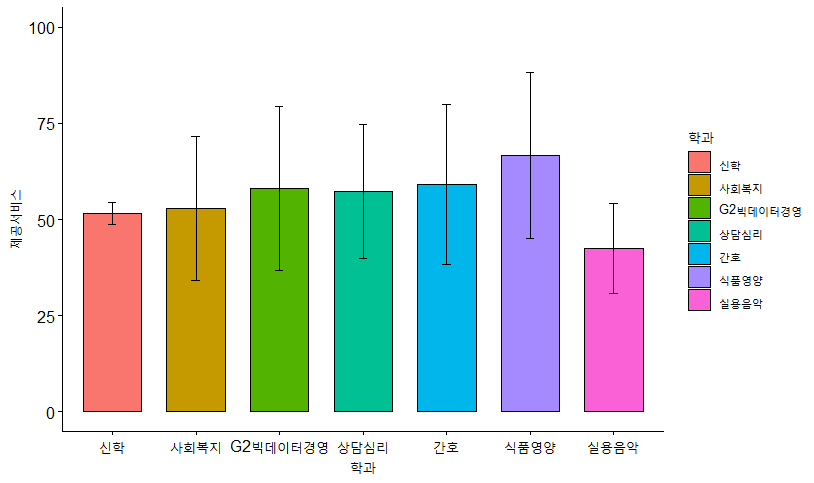 100
75
50
25
0
제공서비스
신학 사회복지 G2빅데이터경영 상담심리 간호 식품영양 실용음악
학과
학과
신학
사회복지
G2빅데이터경영
상담심리
간호
식품영양
실용음악